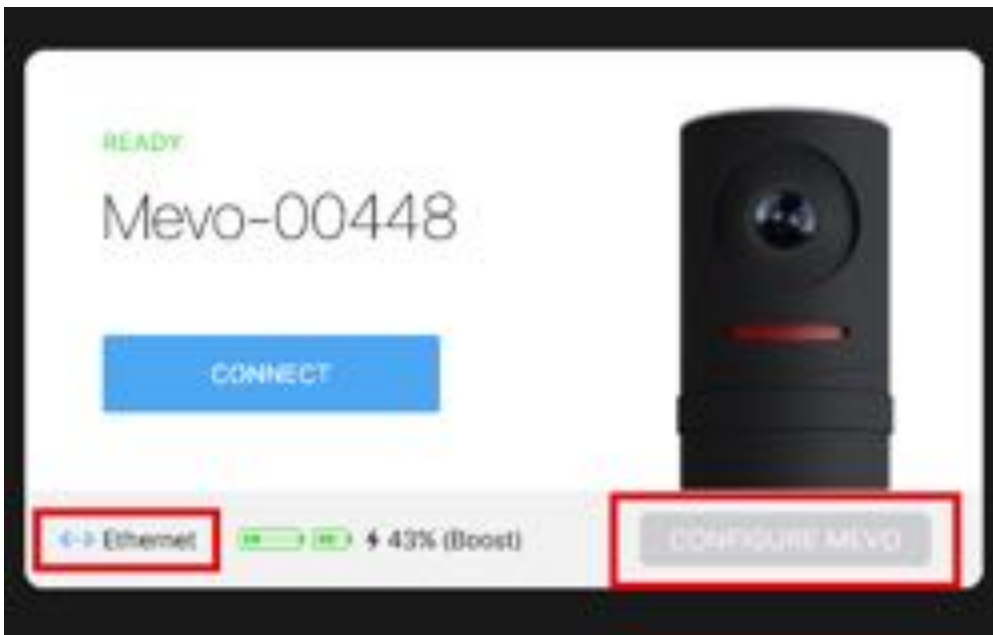 READY
Mevo-00448
CONNECT
Ethernet
43% (Boost)
CONFIGURE MEVO